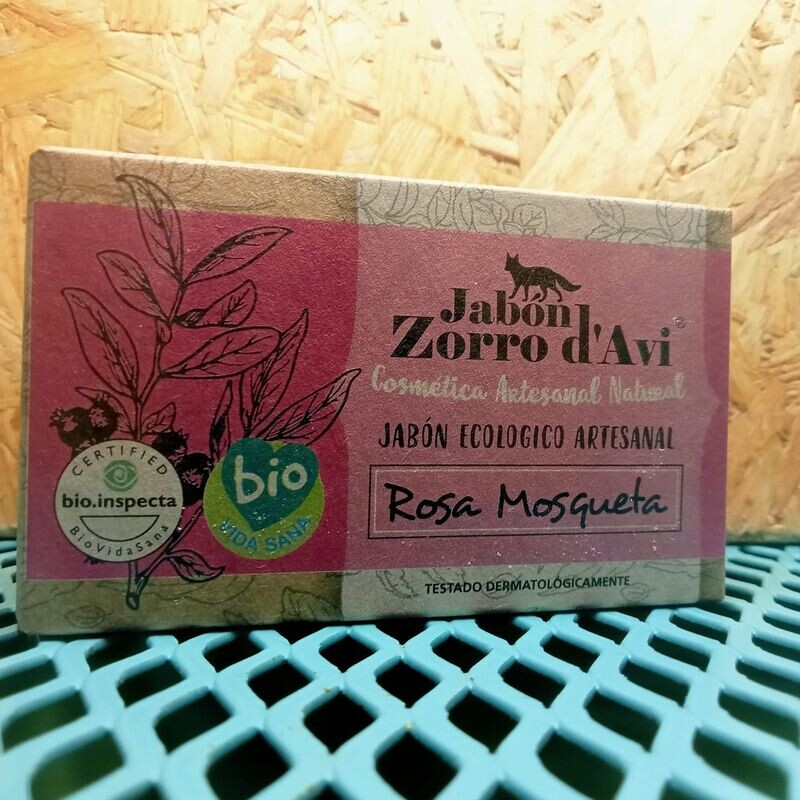 Jabón
Zorro d'Avi®
Cosmética Artesanal Natural
JABÓN ECOLOGICO ARTESANAL
Rosa Mosqueta
TESTADO DERMATOLÓGICAMENTE
CERTIFIED
bio.inspecta
BioVidaSana
bio
VIDA SANA